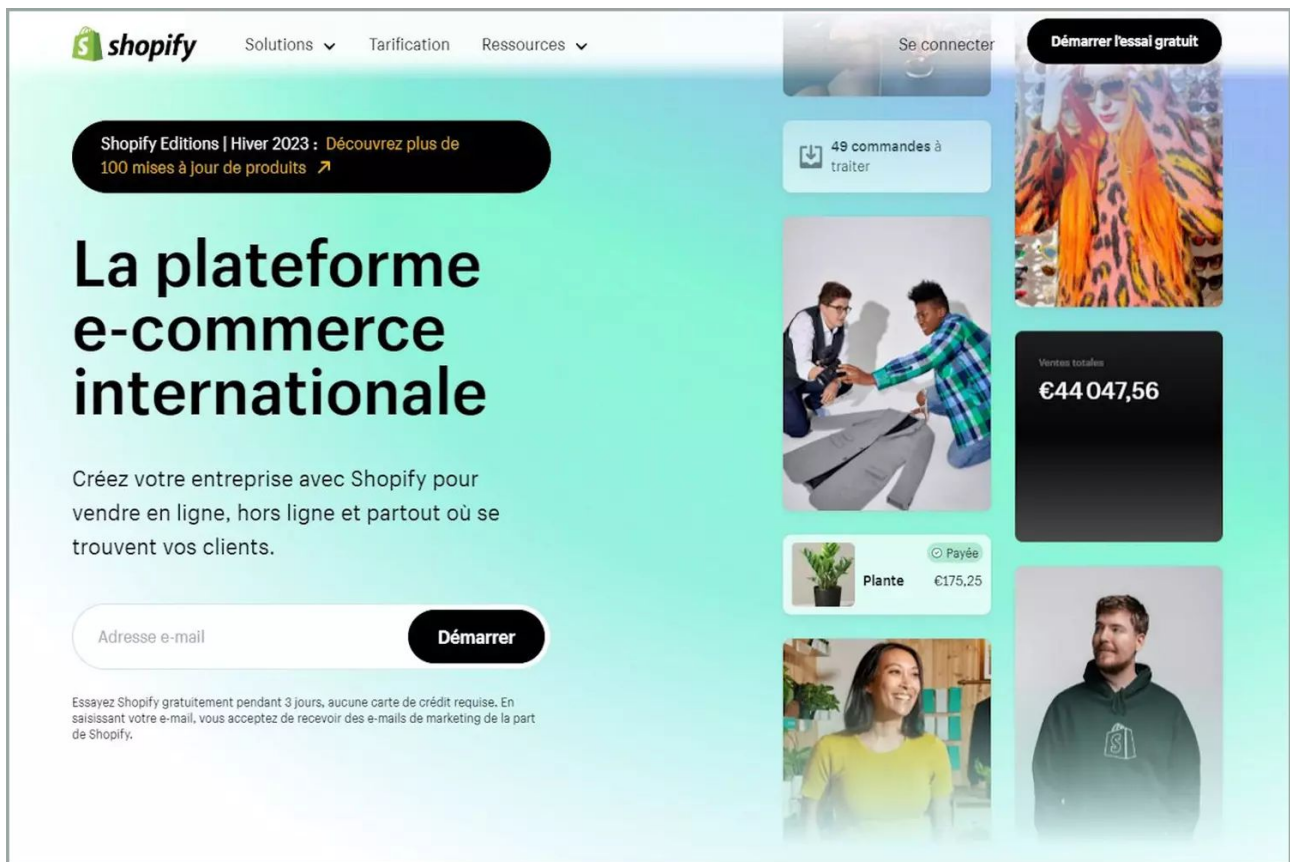 shopify
Solutions
Tarification
Ressources
Se connecter
Démarrer l'essai gratuit
Shopify Editions | Hiver 2023 : Découvrez plus de
100 mises à jour de produits ↗
La plateforme
e-commerce
internationale
Créez votre entreprise avec Shopify pour
vendre en ligne, hors ligne et partout où se
trouvent vos clients.
Adresse e-mail
Démarrer
Essayez Shopify gratuitement pendant 3 jours, aucune carte de crédit requise. En
saisissant votre e-mail, vous acceptez de recevoir des e-mails de marketing de la part
de Shopify.
49 commandes à
traiter
Payée
Plante
€175,25
Ventes totales
€44 047,56